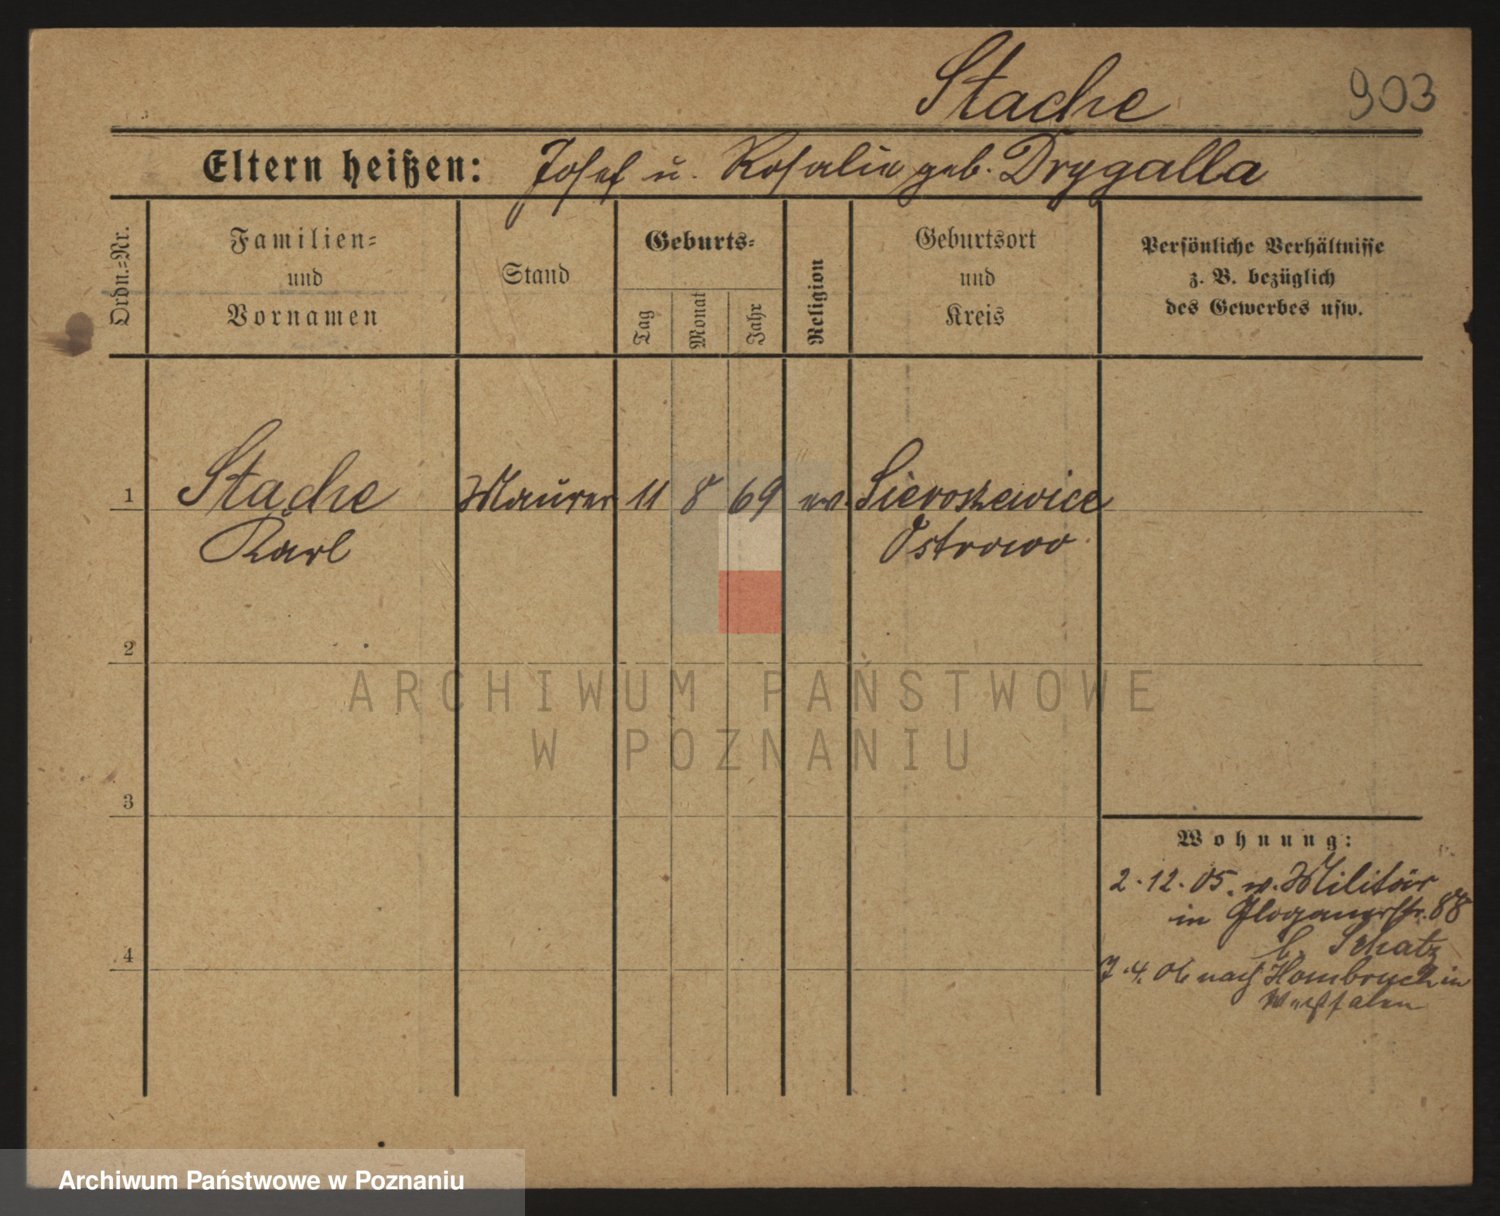 Stache 903
Eltern heißen: Josef u. Rosalie geb. Drygalla
Ordn.-Nr.
Familien-
und
Vornamen
Stand
Geburts-
Tag Monat Jahr
Religion
Geburtsort
und
Kreis
Persönliche Verhältnisse
z. B. bezüglich
des Gewerbes usw.
1 Stache Maurer 11 8 69 ev. Sieroszewice
Karl Ostrowo
2
ARCHIWUM PAŃSTWOWE
W POZNANIU
3
Wohnung:
2.12.05. v. Militär
in Glogauerstr. 88
b. Schatz
4
7.4.06 nach Hombruch in
Westfalen
Archiwum Państwowe w Poznaniu